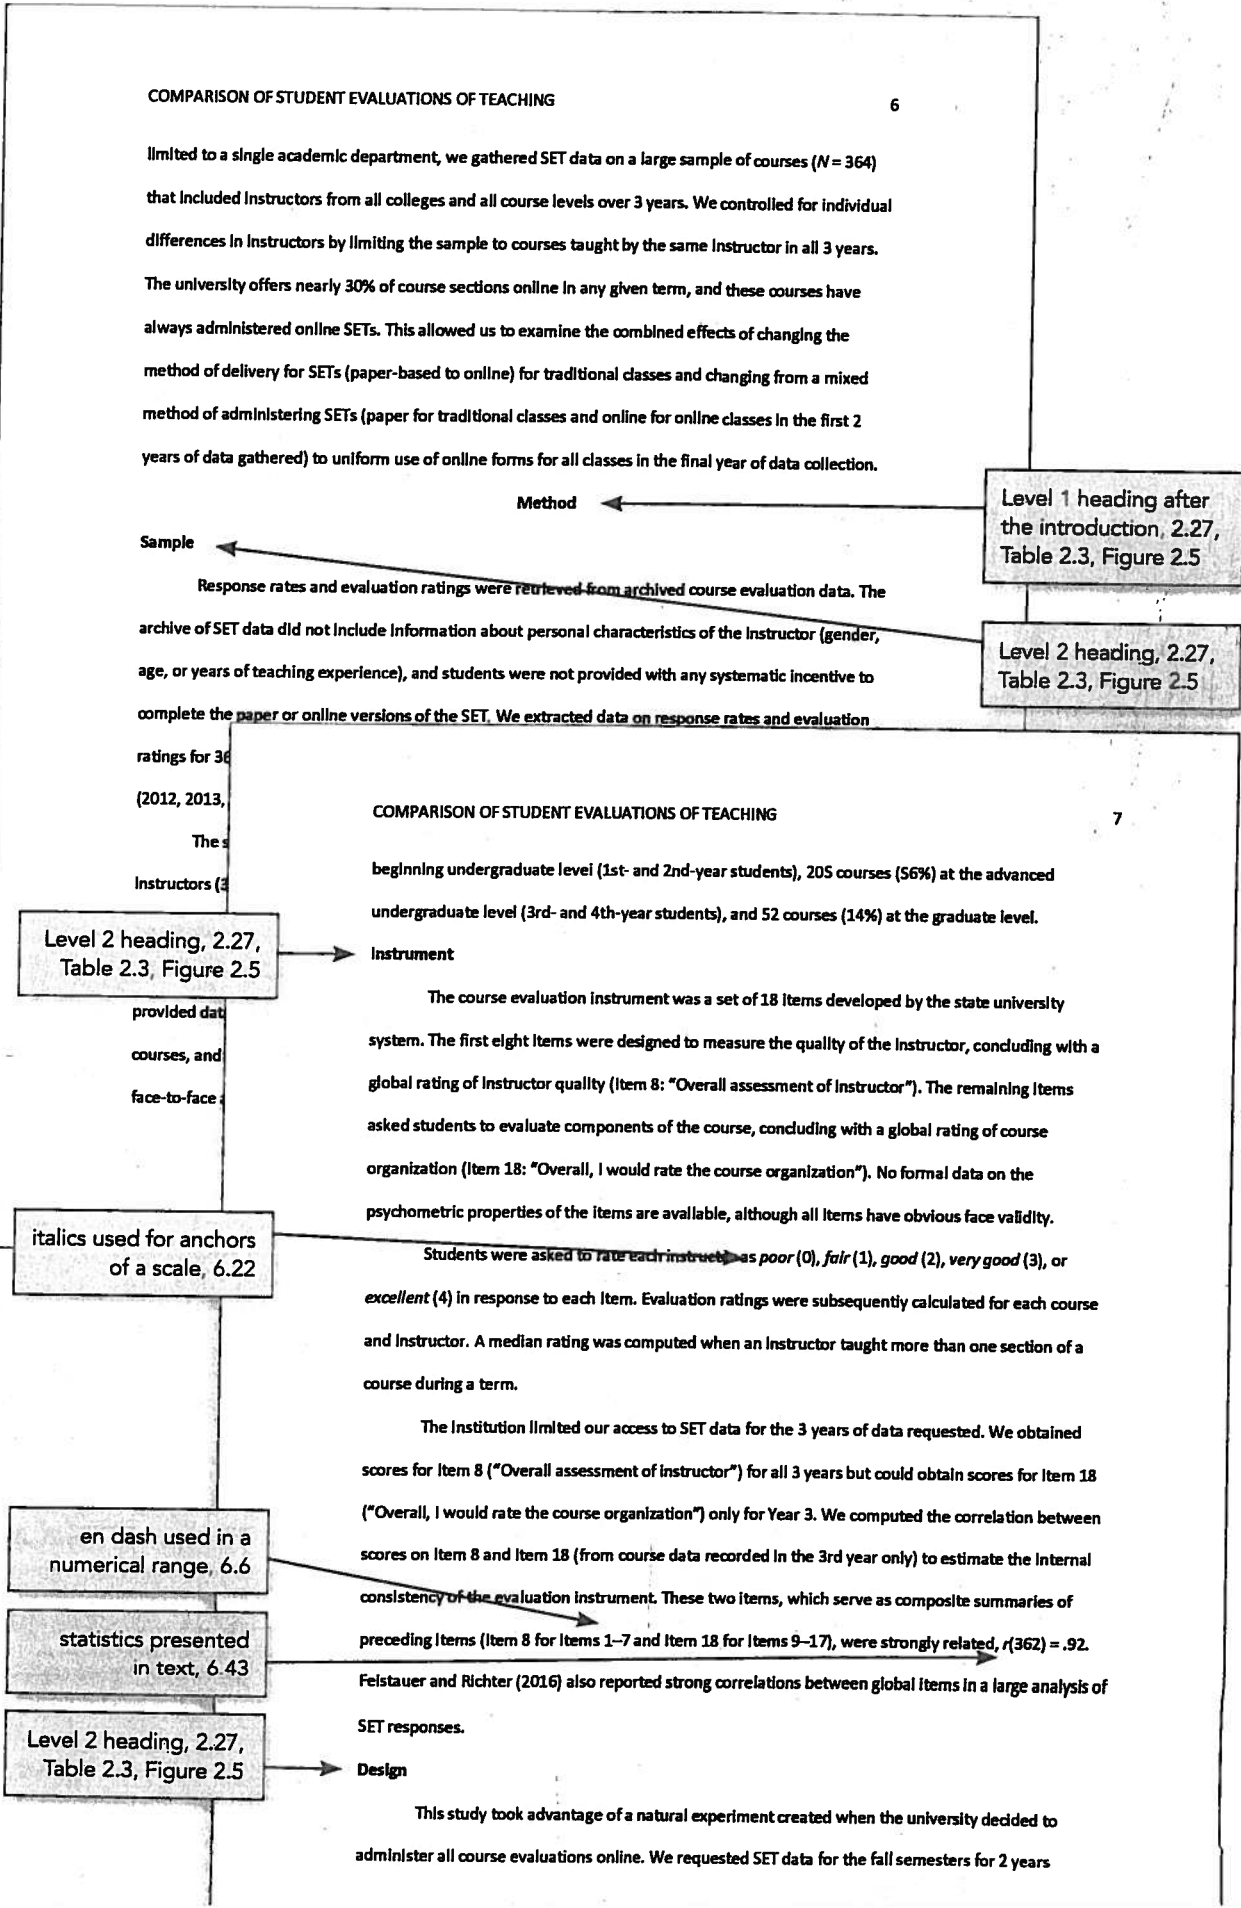 COMPARISON OF STUDENT EVALUATIONS OF TEACHING 6
limited to a single academic department, we gathered SET data on a large sample of courses (N = 364)
that included instructors from all colleges and all course levels over 3 years. We controlled for individual
differences in instructors by limiting the sample to courses taught by the same instructor in all 3 years.
The university offers nearly 30% of course sections online in any given term, and these courses have
always administered online SETs. This allowed us to examine the combined effects of changing the
method of delivery for SETs (paper-based to online) for traditional classes and changing from a mixed
method of administering SETs (paper for traditional classes and online for online classes in the first 2
years of data gathered) to uniform use of online forms for all classes in the final year of data collection.
Method
Level 1 heading after
the introduction, 2.27,
Table 2.3, Figure 2.5
Sample
Response rates and evaluation ratings were retrieved from archived course evaluation data. The
archive of SET data did not include information about personal characteristics of the instructor (gender,
age, or years of teaching experience), and students were not provided with any systematic incentive to
complete the paper or online versions of the SET. We extracted data on response rates and evaluation
Level 2 heading, 2.27,
Table 2.3, Figure 2.5
ratings for 36
(2012, 2013,
The s
instructors (3
provided dat
courses, and
face-to-face
COMPARISON OF STUDENT EVALUATIONS OF TEACHING 7
beginning undergraduate level (1st- and 2nd-year students), 205 courses (56%) at the advanced
undergraduate level (3rd- and 4th-year students), and 52 courses (14%) at the graduate level.
Level 2 heading, 2.27,
Table 2.3, Figure 2.5
Instrument
The course evaluation instrument was a set of 18 items developed by the state university
system. The first eight items were designed to measure the quality of the instructor, concluding with a
global rating of instructor quality (Item 8: "Overall assessment of instructor"). The remaining items
asked students to evaluate components of the course, concluding with a global rating of course
organization (Item 18: "Overall, I would rate the course organization"). No formal data on the
psychometric properties of the items are available, although all items have obvious face validity.
italics used for anchors
of a scale, 6.22
Students were asked to rate each instructor as poor (0), fair (1), good (2), very good (3), or
excellent (4) in response to each item. Evaluation ratings were subsequently calculated for each course
and instructor. A median rating was computed when an instructor taught more than one section of a
course during a term.
The institution limited our access to SET data for the 3 years of data requested. We obtained
scores for Item 8 ("Overall assessment of instructor") for all 3 years but could obtain scores for Item 18
("Overall, I would rate the course organization") only for Year 3. We computed the correlation between
scores on Item 8 and Item 18 (from course data recorded in the 3rd year only) to estimate the internal
consistency of the evaluation instrument. These two items, which serve as composite summaries of
preceding items (Item 8 for Items 1–7 and Item 18 for Items 9–17), were strongly related, r(362) = .92.
Feistauer and Richter (2016) also reported strong correlations between global items in a large analysis of
SET responses.
en dash used in a
numerical range, 6.6
statistics presented
in text, 6.43
Level 2 heading, 2.27,
Table 2.3, Figure 2.5
Design
This study took advantage of a natural experiment created when the university decided to
administer all course evaluations online. We requested SET data for the fall semesters for 2 years